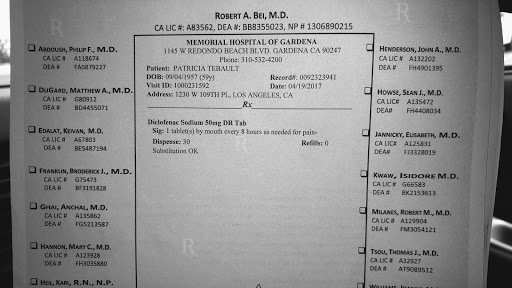 ROBERT A. BEI, M.D.
CA LIC #: A83562, DEA #: BB8355023, NP # 1306890215
MEMORIAL HOSPITAL OF GARDENA
1145 W REDONDO BEACH BLVD. GARDENA CA 90247
Phone: 310-532-4200
Patient: PATRICIA TEBAULT
DOB: 09/04/1957 (59y) Record#: 0092323941
Visit ID: 1000231592 Date: 04/19/2017
Address: 1230 W 109TH PL, LOS ANGELES, CA
Rx
Diclofenac Sodium 50mg DR Tab
Sig: 1 tablet(s) by mouth every 8 hours as needed for pain-
Dispense: 30 Refills: 0
Substitution OK
ABDOUSH, PHILIP F., M.D.
CA LIC # A118674
DEA# FA0879227
DUGARD, MATTHEW A., M.D.
CA LIC# G80912
DEA # BD4455071
EDALAT, KEIVAN, M.D.
CA LIC # A67803
DEA # BE5487194
FRANKLIN, BRODERICK J., M.D.
CA LIC # G75473
DEA # BF3191828
GHAI, ANCHAL, M.D.
CA LIC # A135862
DEA # FG5213587
HANNON, MARY C., M.D.
CA LIC # A123928
DEA # FH3035880
HEIL, KARI, R.N., N.P.
HENDERSON, JOHN A., M.D.
CA LIC # A132202
DEA # FH4901395
HOWSE, SEAN J., M.D.
CA LIC # A135472
DEA # FH4408034
JANNICKY, ELISABETH, M.D.
CA LIC # A125831
DEA # FJ3328019
KWAW, ISIDORE M.D.
CA LIC # G66583
DEA # BK2153613
MILANES, ROBERT M., M.D.
CA LIC # A129904
DEA # FM3054121
TSOU, THOMAS J., M.D.
CA LIC # A32927
DEA # AT9089512